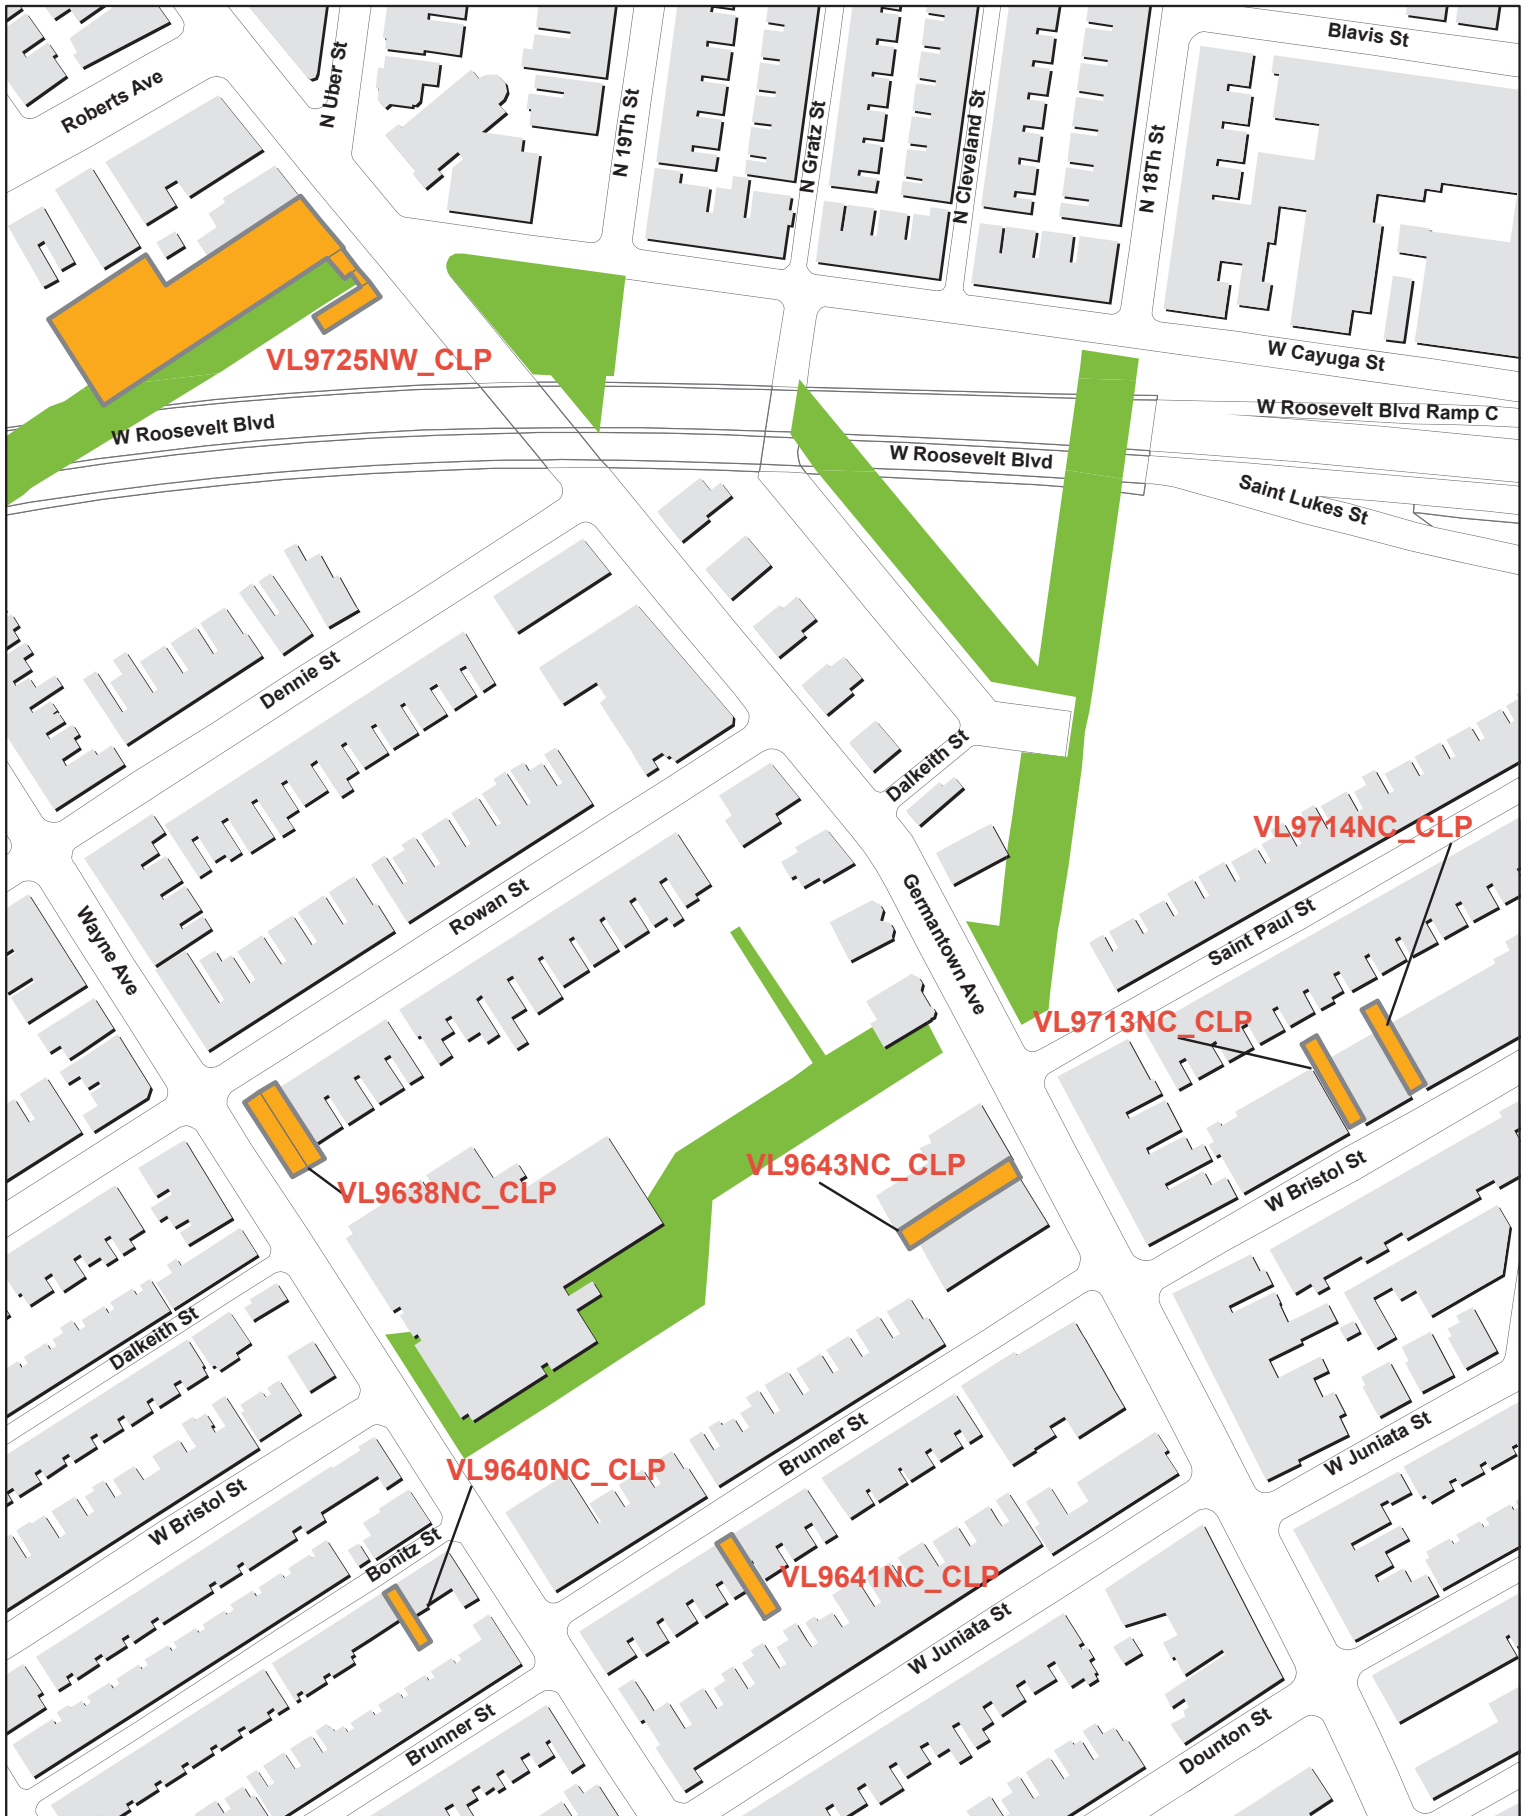 Blavis St
Roberts Ave
N Uber St
N 19Th St
N Gratz St
N Cleveland St
N 18Th St
W Cayuga St
VL9725NW_CLP
W Roosevelt Blvd Ramp C
W Roosevelt Blvd
W Roosevelt Blvd
Saint Lukes St
Dennie St
Dalkeith St
VL9714NC_CLP
Rowan St
Wayne Ave
Germantown Ave
Saint Paul St
VL9713NC_CLP
VL9643NC_CLP
VL9638NC_CLP
W Bristol St
Dalkeith St
Brunner St
W Juniata St
VL9640NC_CLP
W Bristol St
Bonitz St
VL9641NC_CLP
W Juniata St
Brunner St
Dounton St